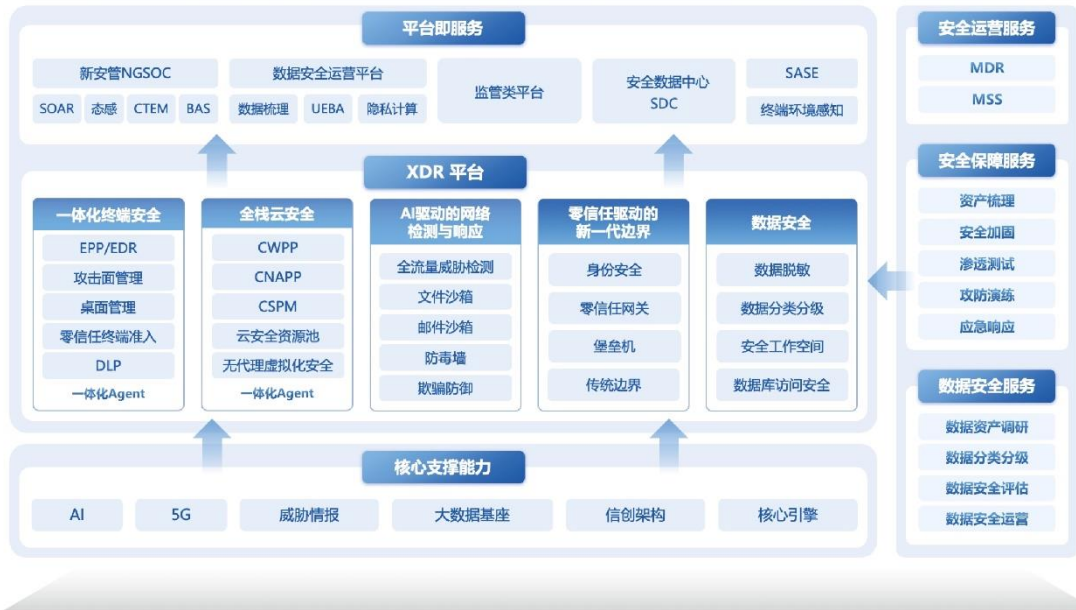 平台即服务
新安管NGSOC
SOAR
态感
CTEM
BAS
数据安全运营平台
数据梳理
UEBA
隐私计算
监管类平台
安全数据中心
SDC
SASE
终端环境感知
XDR 平台
一体化终端安全
EPP/EDR
攻击面管理
桌面管理
零信任终端准入
DLP
一体化Agent
全栈云安全
CWPP
CNAPP
CSPM
云安全资源池
无代理虚拟化安全
一体化Agent
AI驱动的网络
检测与响应
全流量威胁检测
文件沙箱
邮件沙箱
防毒墙
欺骗防御
零信任驱动的
新一代边界
身份安全
零信任网关
堡垒机
传统边界
数据安全
数据脱敏
数据分类分级
安全工作空间
数据库访问安全
核心支撑能力
AI
5G
威胁情报
大数据基座
信创架构
核心引擎
安全运营服务
MDR
MSS
安全保障服务
资产梳理
安全加固
渗透测试
攻防演练
应急响应
数据安全服务
数据资产调研
数据分类分级
数据安全评估
数据安全运营